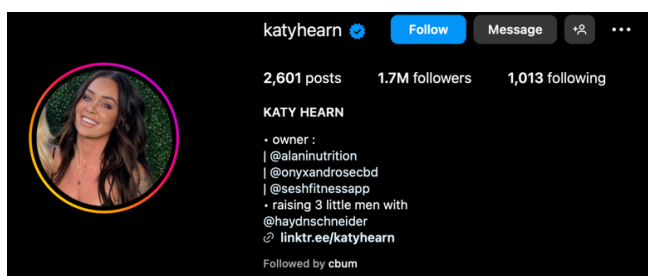 katyhearn
Follow
Message
2,601 posts 1.7M followers 1,013 following
KATY HEARN
• owner :
| @alaninutrition
| @onyxandrosecbd
| @seshfitnessapp
• raising 3 little men with
@haydnschneider
linktr.ee/katyhearn
Followed by cbum